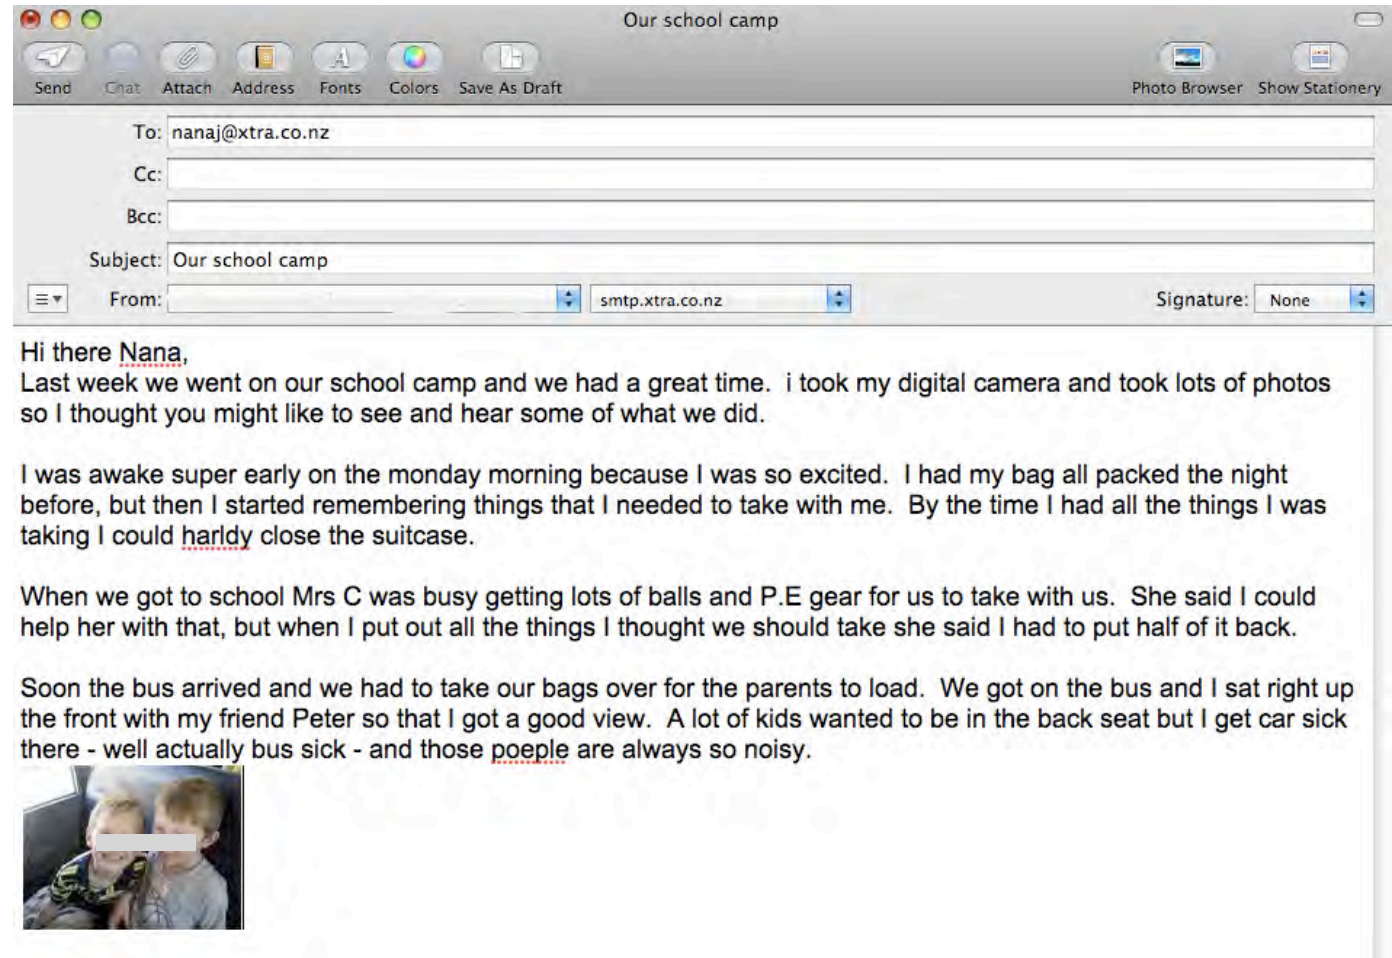 Our school camp
Send Chat Attach Address Fonts Colors Save As Draft Photo Browser Show Stationery
To: nanaj@xtra.co.nz
Cc:
Bcc:
Subject: Our school camp
From: smtp.xtra.co.nz Signature: None
Hi there Nana,
Last week we went on our school camp and we had a great time.  i took my digital camera and took lots of photos
so I thought you might like to see and hear some of what we did.
I was awake super early on the monday morning because I was so excited.  I had my bag all packed the night
before, but then I started remembering things that I needed to take with me.  By the time I had all the things I was
taking I could harldy close the suitcase.
When we got to school Mrs C was busy getting lots of balls and P.E gear for us to take with us.  She said I could
help her with that, but when I put out all the things I thought we should take she said I had to put half of it back.
Soon the bus arrived and we had to take our bags over for the parents to load.  We got on the bus and I sat right up
the front with my friend Peter so that I got a good view.  A lot of kids wanted to be in the back seat but I get car sick
there - well actually bus sick - and those poeple are always so noisy.